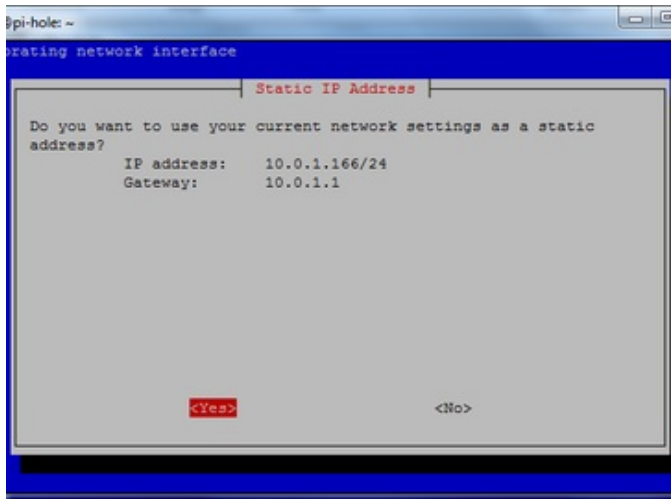 @pi-hole: ~
orating network interface
Static IP Address
Do you want to use your current network settings as a static
address?
IP address: 10.0.1.166/24
Gateway: 10.0.1.1
<Yes> <No>